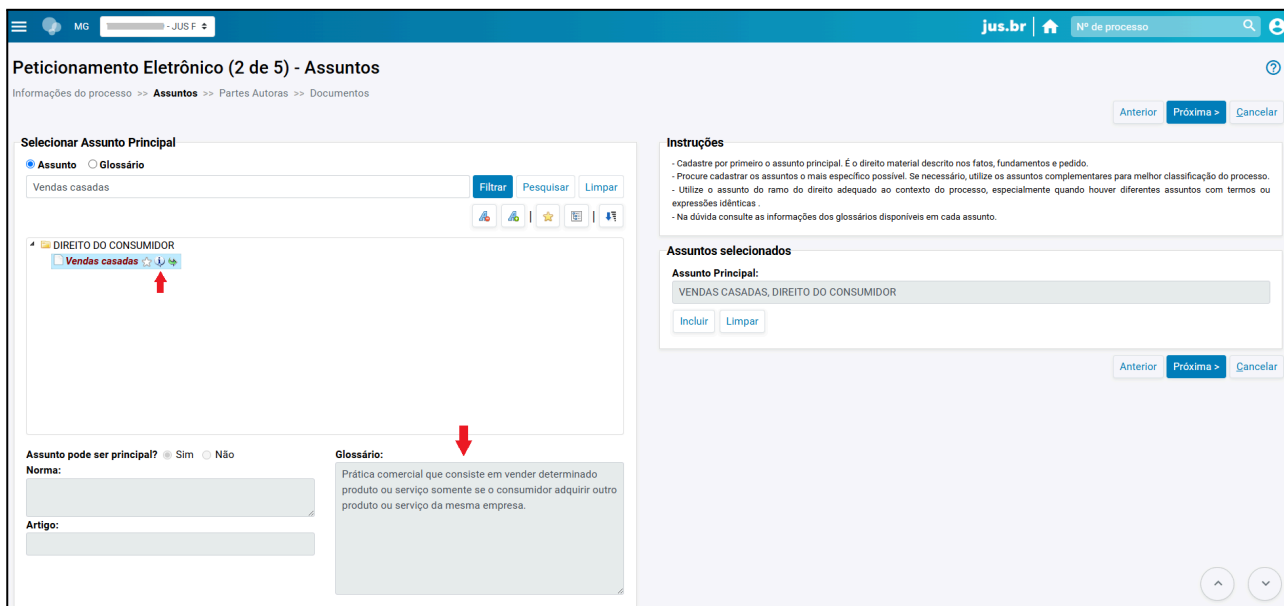 MG
- JUS F
jus.br
Nº de processo
Peticionamento Eletrônico (2 de 5) - Assuntos
Informações do processo >> Assuntos >> Partes Autoras >> Documentos
Anterior Próxima > Cancelar
Selecionar Assunto Principal
Assunto Glossário
Vendas casadas
Filtrar Pesquisar Limpar
DIREITO DO CONSUMIDOR
Vendas casadas
Assunto pode ser principal? Sim Não
Norma:
Artigo:
Glossário:
Prática comercial que consiste em vender determinado
produto ou serviço somente se o consumidor adquirir outro
produto ou serviço da mesma empresa.
Instruções
- Cadastre por primeiro o assunto principal. É o direito material descrito nos fatos, fundamentos e pedido.
- Procure cadastrar os assuntos o mais específico possível. Se necessário, utilize os assuntos complementares para melhor classificação do processo.
- Utilize o assunto do ramo do direito adequado ao contexto do processo, especialmente quando houver diferentes assuntos com termos ou
expressões idênticas .
- Na dúvida consulte as informações dos glossários disponíveis em cada assunto.
Assuntos selecionados
Assunto Principal:
VENDAS CASADAS, DIREITO DO CONSUMIDOR
Incluir Limpar
Anterior Próxima > Cancelar